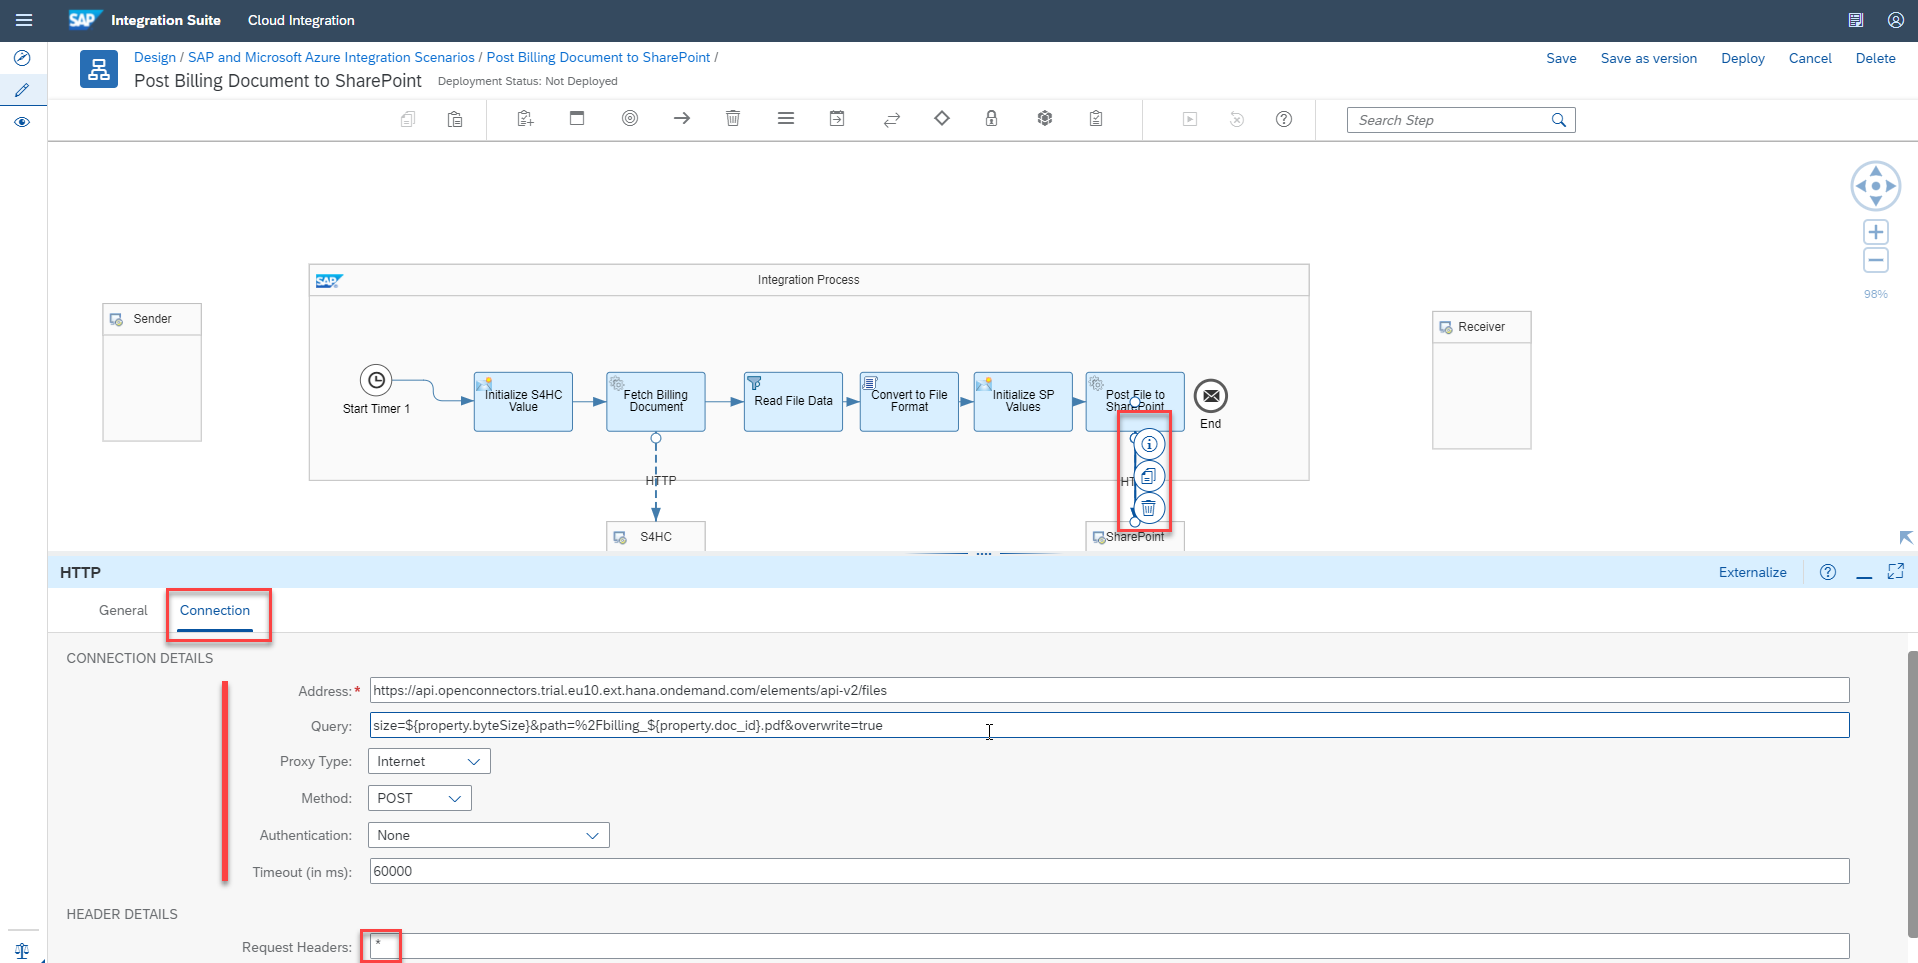 SAP Integration Suite Cloud Integration
Design / SAP and Microsoft Azure Integration Scenarios / Post Billing Document to SharePoint /
Post Billing Document to SharePoint Deployment Status: Not Deployed
Save Save as version Deploy Cancel Delete
Search Step
98%
SAP Integration Process
Sender
Receiver
Start Timer 1
Initialize S4HC
Value
Fetch Billing
Document
Read File Data
Convert to File
Format
Initialize SP
Values
Post File to
SharePoint
End
HTTP
HT
S4HC
SharePoint
HTTP
Externalize
General Connection
CONNECTION DETAILS
Address:* https://api.openconnectors.trial.eu10.ext.hana.ondemand.com/elements/api-v2/files
Query: size=${property.byteSize}&path=%2Fbilling_${property.doc_id}.pdf&overwrite=true
Proxy Type: Internet
Method: POST
Authentication: None
Timeout (in ms): 60000
HEADER DETAILS
Request Headers: *